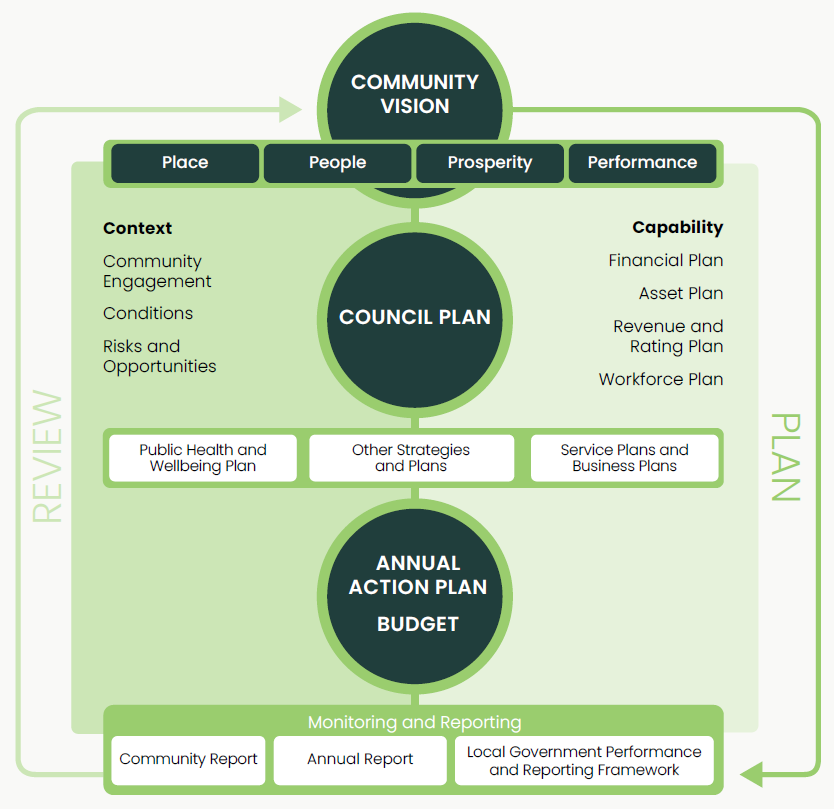 COMMUNITY
VISION
Place
People
Prosperity
Performance
Context
Community
Engagement
Conditions
Risks and
Opportunities
COUNCIL PLAN
Capability
Financial Plan
Asset Plan
Revenue and
Rating Plan
Workforce Plan
REVIEW
PLAN
Public Health and
Wellbeing Plan
Other Strategies
and Plans
Service Plans and
Business Plans
ANNUAL
ACTION PLAN
BUDGET
Monitoring and Reporting
Community Report
Annual Report
Local Government Performance
and Reporting Framework